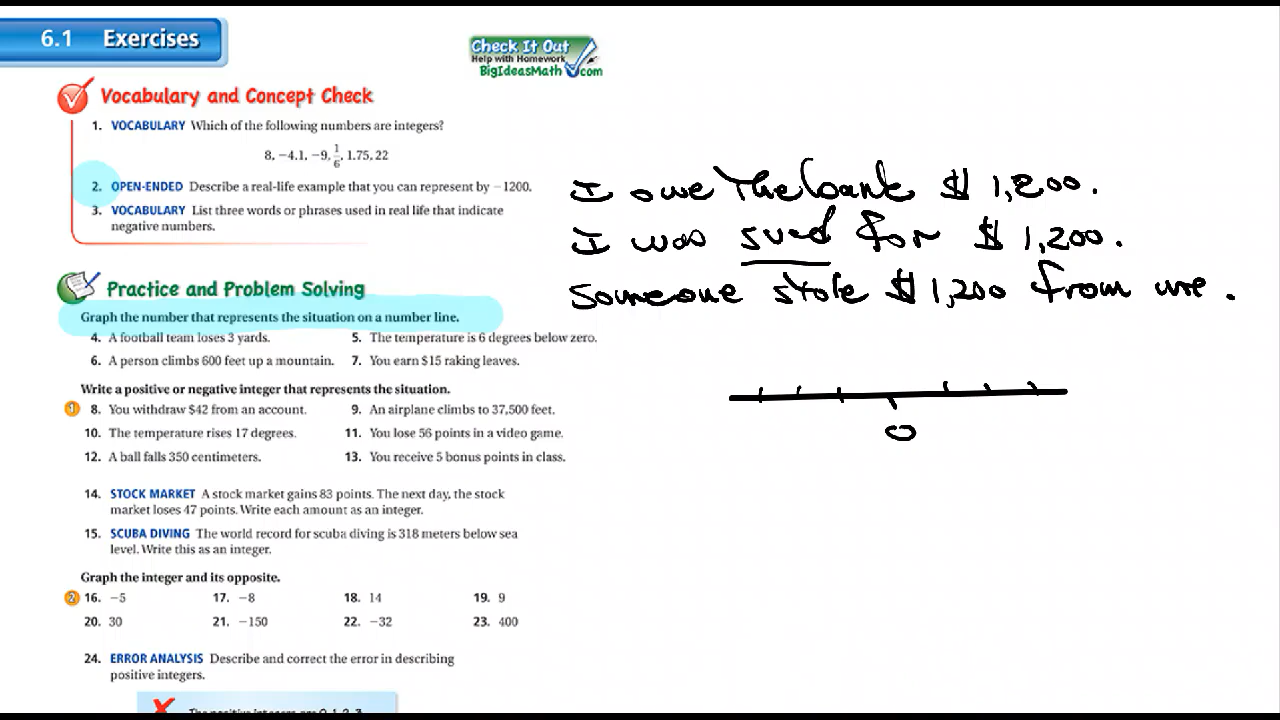 6.1 Exercises
Check It Out
Help with Homework
BigIdeasMath.com
Vocabulary and Concept Check
1. VOCABULARY Which of the following numbers are integers?
8, −4.1, −9, 1/6, 1.75, 22
2. OPEN-ENDED Describe a real-life example that you can represent by −1200.
3. VOCABULARY List three words or phrases used in real life that indicate
negative numbers.
I owe the bank $ 1,200.
I was sued for $ 1,200.
Someone stole $ 1,200 from me.
0
Practice and Problem Solving
Graph the number that represents the situation on a number line.
4. A football team loses 3 yards. 5. The temperature is 6 degrees below zero.
6. A person climbs 600 feet up a mountain. 7. You earn $15 raking leaves.
Write a positive or negative integer that represents the situation.
1 8. You withdraw $42 from an account. 9. An airplane climbs to 37,500 feet.
10. The temperature rises 17 degrees. 11. You lose 56 points in a video game.
12. A ball falls 350 centimeters. 13. You receive 5 bonus points in class.
14. STOCK MARKET A stock market gains 83 points. The next day, the stock
market loses 47 points. Write each amount as an integer.
15. SCUBA DIVING The world record for scuba diving is 318 meters below sea
level. Write this as an integer.
Graph the integer and its opposite.
2 16. −5 17. −8 18. 14 19. 9
20. 30 21. −150 22. −32 23. 400
24. ERROR ANALYSIS Describe and correct the error in describing
positive integers.